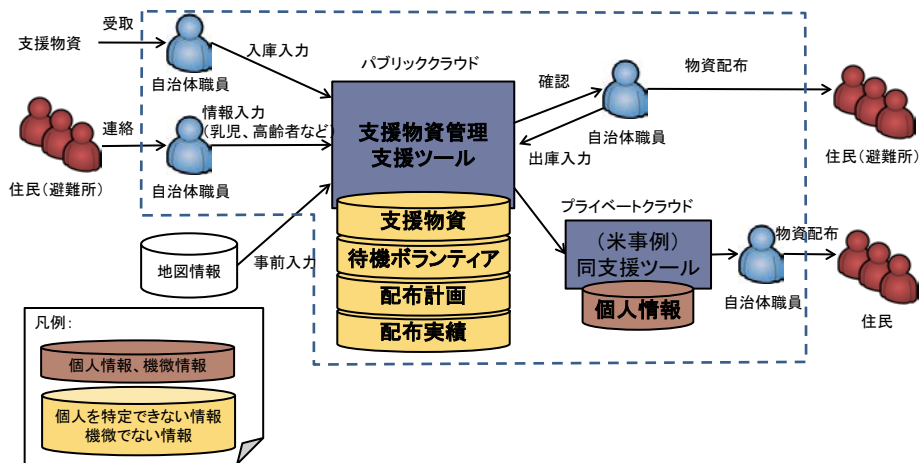 支援物資
受取
自治体職員
入庫入力
パブリッククラウド
確認
自治体職員
物資配布
住民（避難所）
住民（避難所）
連絡
自治体職員
情報入力
（乳児、高齢者など）
支援物資管理
支援ツール
出庫入力
地図情報
事前入力
支援物資
待機ボランティア
配布計画
配布実績
プライベートクラウド
（米事例）
同支援ツール
個人情報
自治体職員
物資配布
住民
凡例：
個人情報、機微情報
個人を特定できない情報
機微でない情報